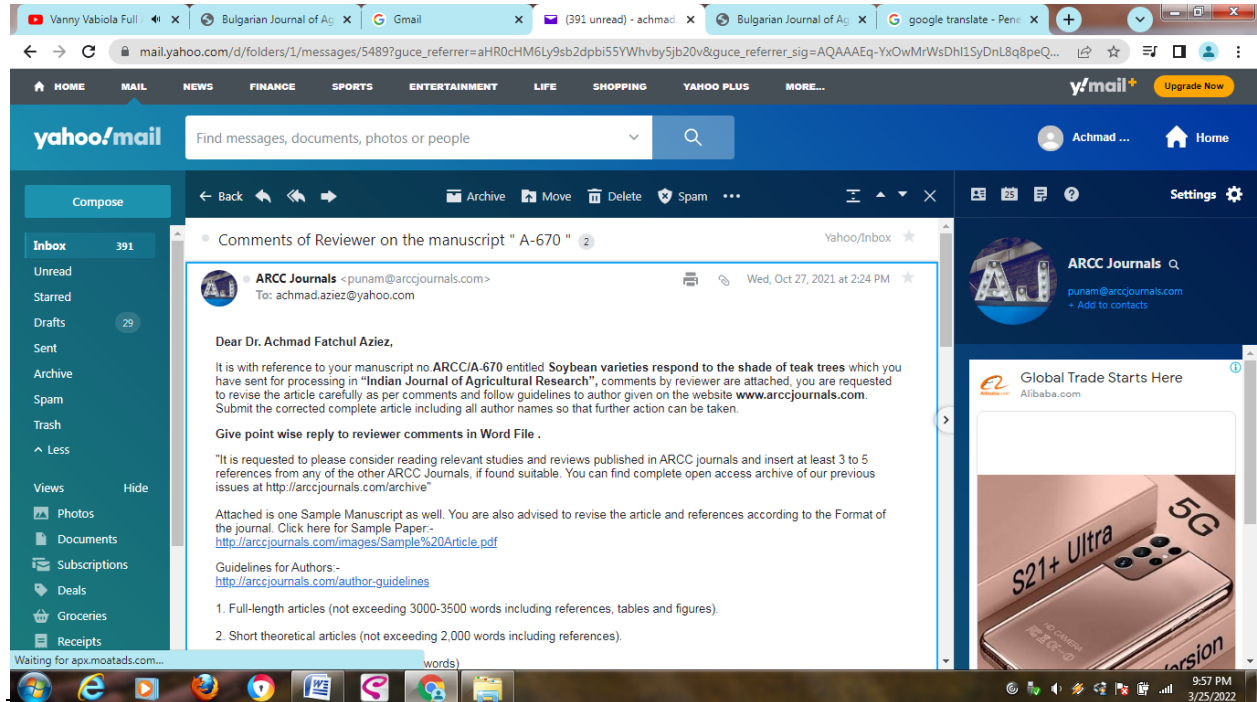 Vanny Vabiola Full /
Bulgarian Journal of Ag
Gmail
(391 unread) - achmad.
Bulgarian Journal of Ag
google translate - Pene
mail.yahoo.com/d/folders/1/messages/5489?guce_referrer=
HOME MAIL NEWS FINANCE SPORTS ENTERTAINMENT LIFE SHOPPING YAHOO PLUS MORE...
y!mail+ Upgrade Now
yahoo!mail
Find messages, documents, photos or people
Achmad ...
Home
Compose
Back Archive Move Delete Spam •••
25
Settings
Inbox 391
Unread
Starred
Drafts 29
Sent
Archive
Spam
Trash
Less
Views Hide
Photos
Documents
Subscriptions
Deals
Groceries
Receipts
Comments of Reviewer on the manuscript " A-670 " 2
Yahoo/Inbox
ARCC Journals <punam@arccjournals.com>
Wed, Oct 27, 2021 at 2:24 PM
To: achmad.aziez@yahoo.com
Dear Dr. Achmad Fatchul Aziez,
It is with reference to your manuscript no.ARCC/A-670 entitled Soybean varieties respond to the shade of teak trees which you
have sent for processing in “Indian Journal of Agricultural Research”, comments by reviewer are attached, you are requested
to revise the article carefully as per comments and follow guidelines to author given on the website www.arccjournals.com.
Submit the corrected complete article including all author names so that further action can be taken.
Give point wise reply to reviewer comments in Word File .
"It is requested to please consider reading relevant studies and reviews published in ARCC journals and insert at least 3 to 5
references from any of the other ARCC Journals, if found suitable. You can find complete open access archive of our previous
issues at http://arccjournals.com/archive"
Attached is one Sample Manuscript as well. You are also advised to revise the article and references according to the Format of
the journal. Click here for Sample Paper:-
http://arccjournals.com/images/Sample%20Article.pdf
Guidelines for Authors:-
http://arccjournals.com/author-guidelines
1. Full-length articles (not exceeding 3000-3500 words including references, tables and figures).
2. Short theoretical articles (not exceeding 2,000 words including references).
words)
ARCC Journals
punam@arccjournals.com
+ Add to contacts
Global Trade Starts Here
Alibaba.com
5G
S21+ Ultra
Version
Waiting for apx.moatads.com...
9:57 PM
3/25/2022